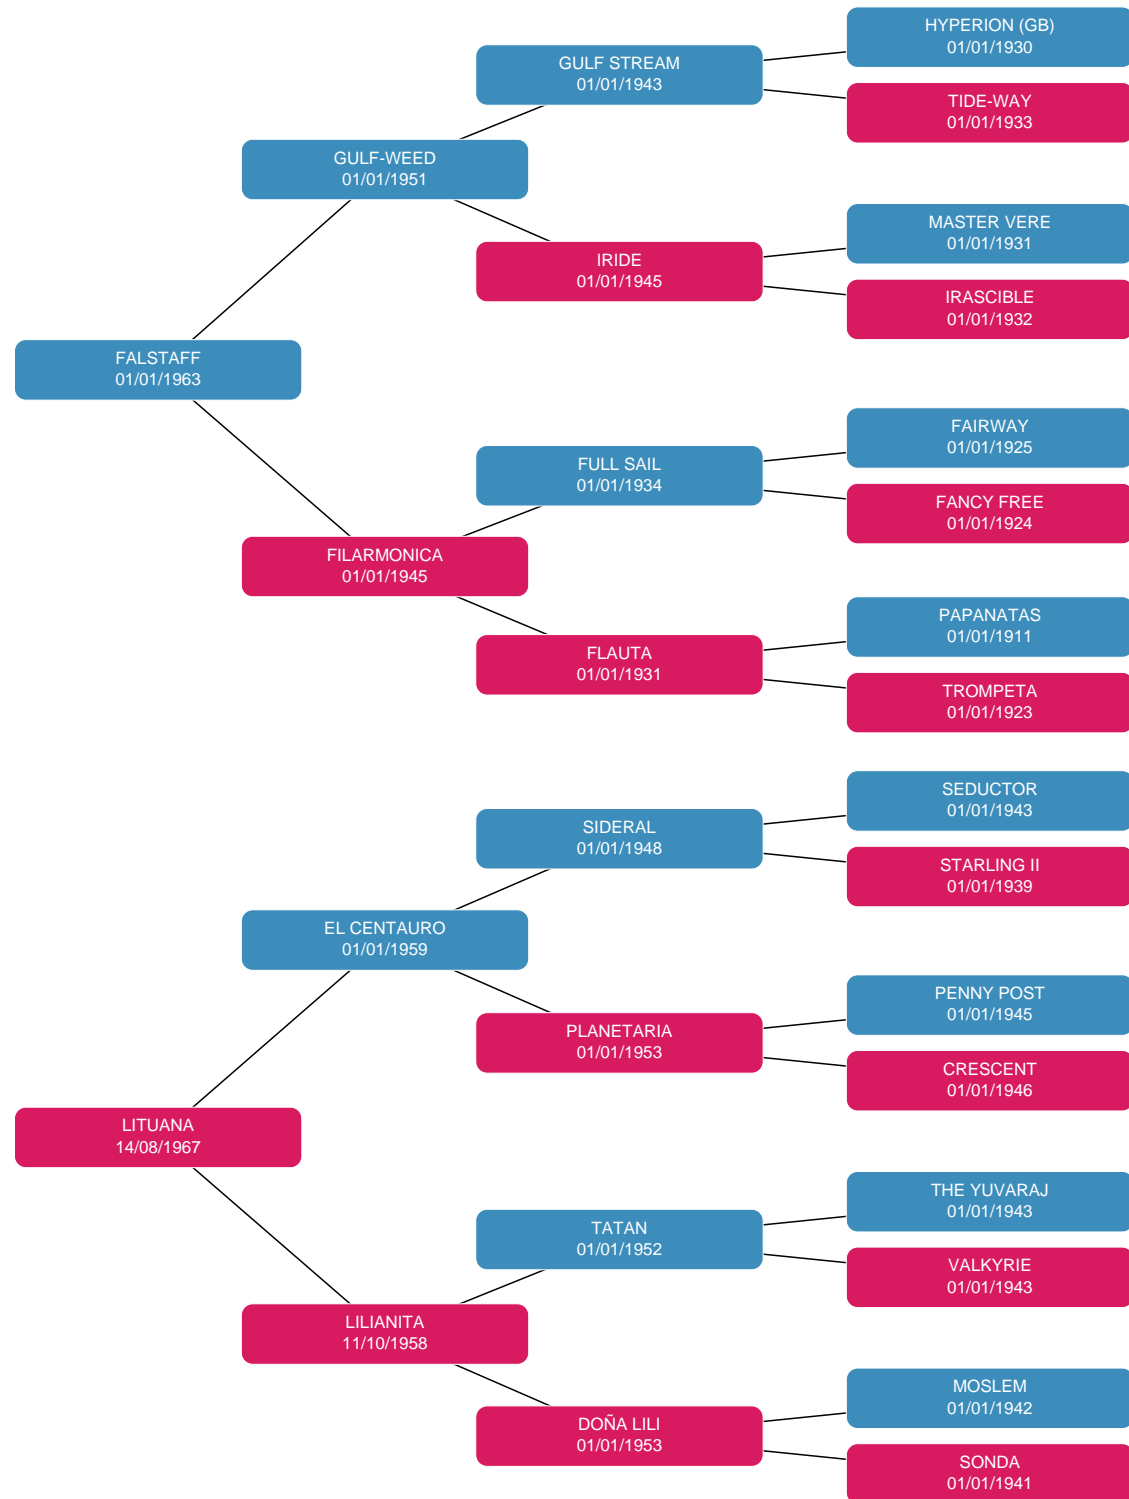 HYPERION (GB)
01/01/1930
GULF STREAM
01/01/1943
TIDE-WAY
01/01/1933
GULF-WEED
01/01/1951
MASTER VERE
01/01/1931
IRIDE
01/01/1945
IRASCIBLE
01/01/1932
FALSTAFF
01/01/1963
FAIRWAY
01/01/1925
FULL SAIL
01/01/1934
FANCY FREE
01/01/1924
FILARMONICA
01/01/1945
PAPANATAS
01/01/1911
FLAUTA
01/01/1931
TROMPETA
01/01/1923
SEDUCTOR
01/01/1943
SIDERAL
01/01/1948
STARLING II
01/01/1939
EL CENTAURO
01/01/1959
PENNY POST
01/01/1945
PLANETARIA
01/01/1953
CRESCENT
01/01/1946
LITUANA
14/08/1967
THE YUVARAJ
01/01/1943
TATAN
01/01/1952
VALKYRIE
01/01/1943
LILIANITA
11/10/1958
MOSLEM
01/01/1942
DOÑA LILI
01/01/1953
SONDA
01/01/1941